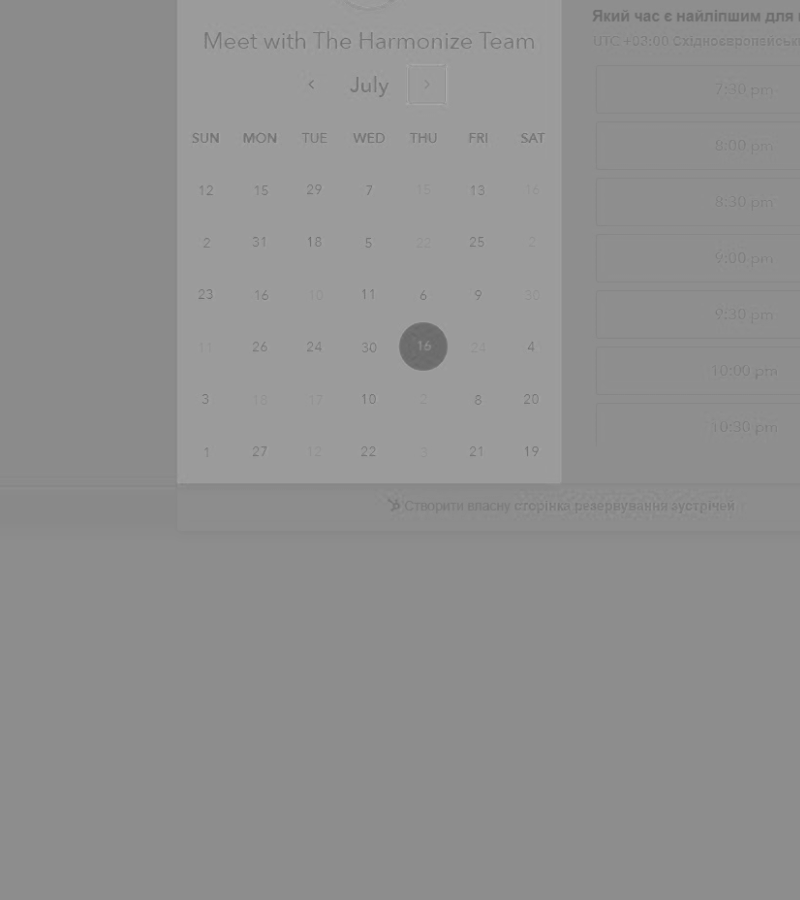 Meet with The Harmonize Team
July
SUN MON TUE WED THU FRI SAT
12 15 29 7 15 13 16
2 31 18 5 22 25 2
23 16 10 11 6 9 30
11 26 24 30 16 24 4
3 18 17 10 2 8 20
1 27 12 22 3 21 19
Який час є найліпшим для
UTC +03:00
7:30 pm
8:00 pm
8:30 pm
9:00 pm
9:30 pm
10:00 pm
10:30 pm
Створити власну сторінку резервування зустрічей